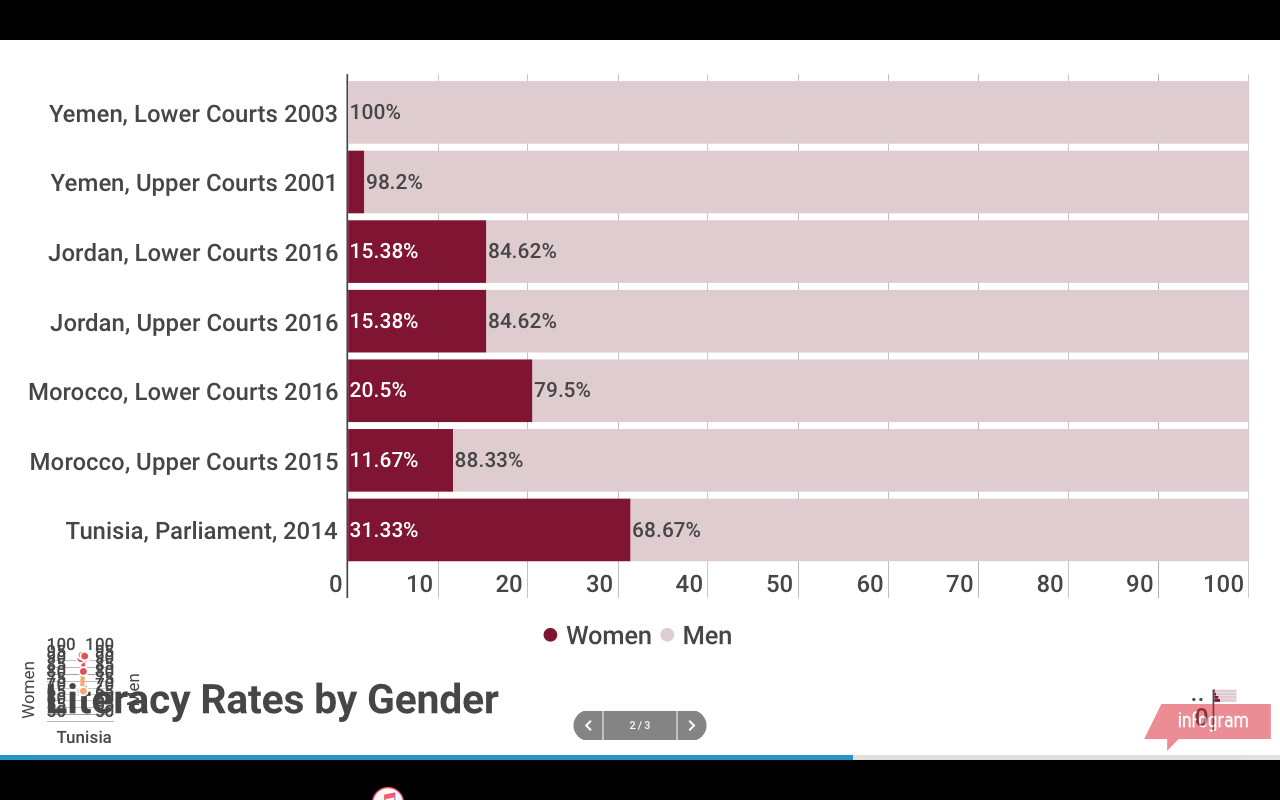 Yemen, Lower Courts 2003
100%
Yemen, Upper Courts 2001
98.2%
Jordan, Lower Courts 2016
15.38% 84.62%
Jordan, Upper Courts 2016
15.38% 84.62%
Morocco, Lower Courts 2016
20.5% 79.5%
Morocco, Upper Courts 2015
11.67% 88.33%
Tunisia, Parliament, 2014
31.33% 68.67%
0 10 20 30 40 50 60 70 80 90 100
Women Men
100 100
Women
Men
Literacy Rates by Gender
Tunisia
2 / 3
0
infogram